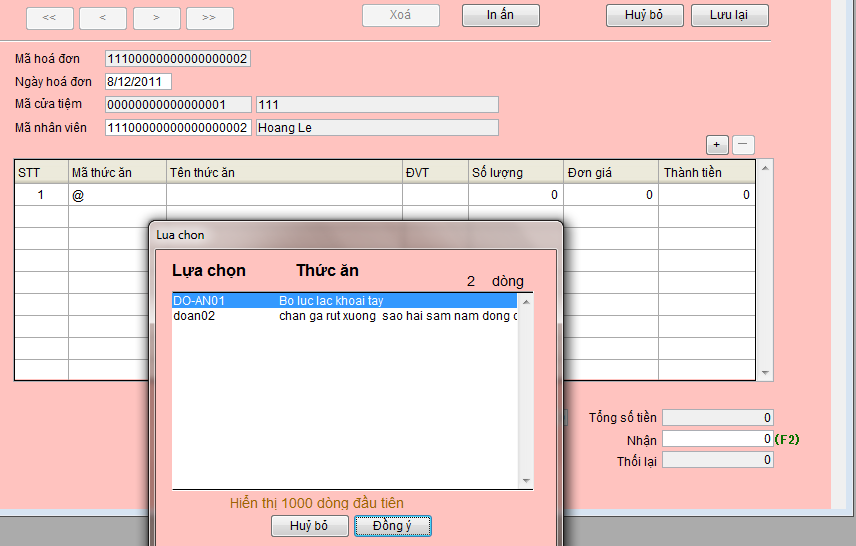 << < > >> Xoá In ấn Huỷ bỏ Lưu lại
Mã hoá đơn 11100000000000000002
Ngày hoá đơn 8/12/2011
Mã cửa tiệm 00000000000000001 111
Mã nhân viên 11100000000000000002 Hoang Le
+ —
STT Mã thức ăn Tên thức ăn ĐVT Số lượng Đơn giá Thành tiền
1 @ 0 0 0
Lua chon
Lựa chọn Thức ăn
2 dòng
DO-AN01 Bo luc lac khoai tay
doan02 chan ga rut xuong sao hai sam nam dong
Hiển thị 1000 dòng đầu tiên
Huỷ bỏ Đồng ý
Tổng số tiền 0
Nhận 0 (F2)
Thối lại 0